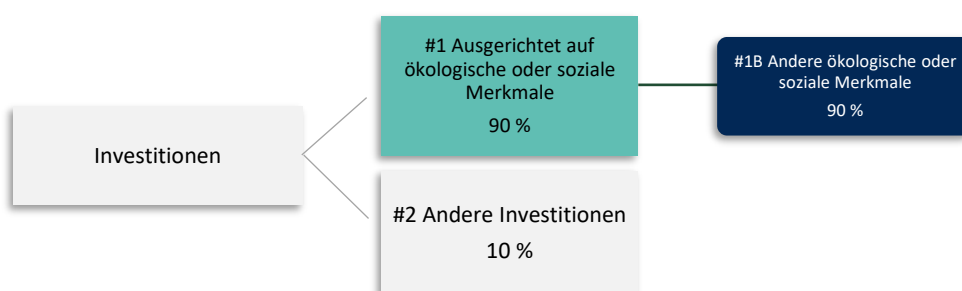 Investitionen
#1 Ausgerichtet auf
ökologische oder soziale
Merkmale
90 %
#1B Andere ökologische oder
soziale Merkmale
90 %
#2 Andere Investitionen
10 %